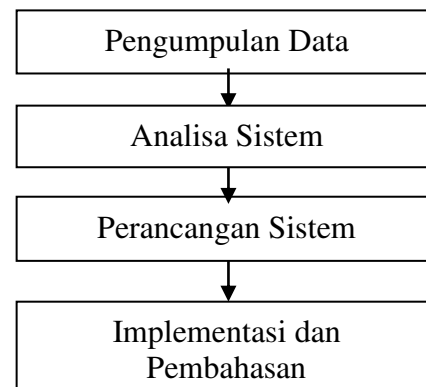 Pengumpulan Data
Analisa Sistem
Perancangan Sistem
Implementasi dan
Pembahasan